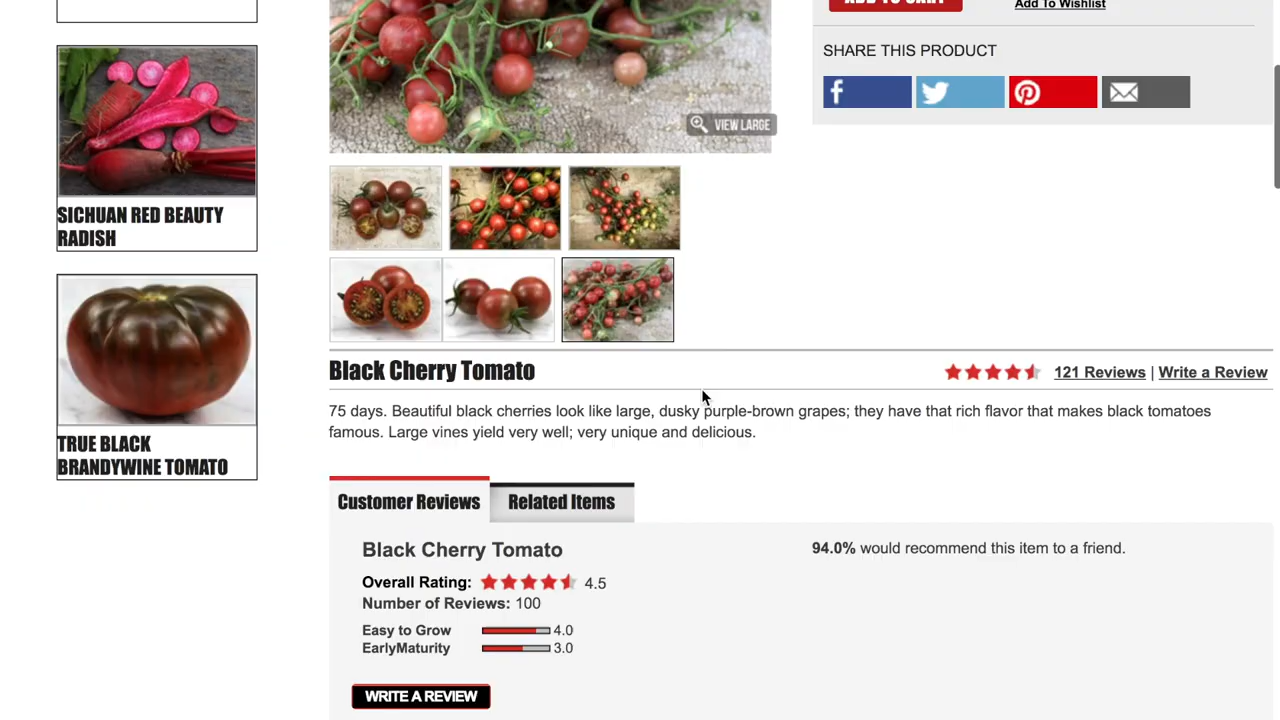 ADD TO CART
Add To Wishlist
SHARE THIS PRODUCT
VIEW LARGE
SICHUAN RED BEAUTY
RADISH
TRUE BLACK
BRANDYWINE TOMATO
Black Cherry Tomato
121 Reviews | Write a Review
75 days. Beautiful black cherries look like large, dusky purple-brown grapes; they have that rich flavor that makes black tomatoes
famous. Large vines yield very well; very unique and delicious.
Customer Reviews
Related Items
Black Cherry Tomato
94.0% would recommend this item to a friend.
Overall Rating: 4.5
Number of Reviews: 100
Easy to Grow 4.0
EarlyMaturity 3.0
WRITE A REVIEW